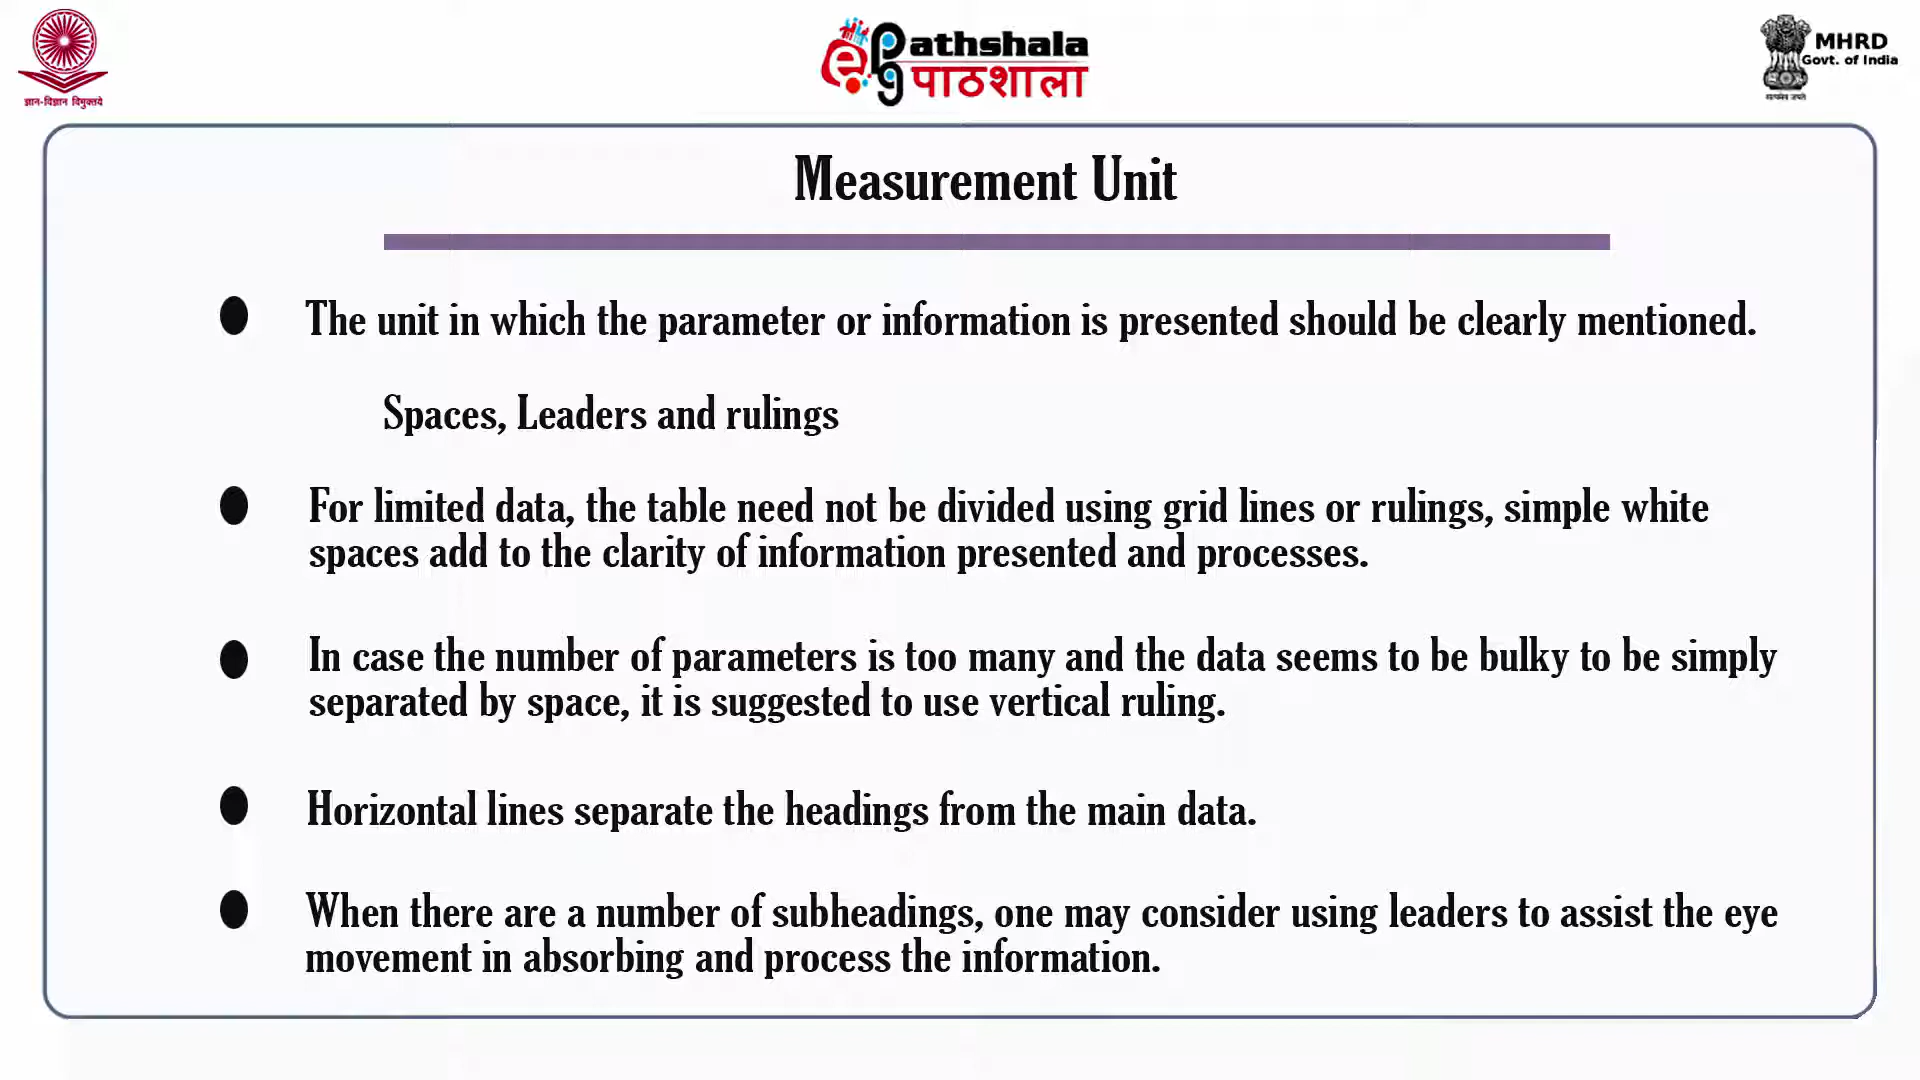 ज्ञान-विज्ञान विमुक्तये
e
PG
athshala
पाठशाला
MHRD
Govt. of India
सत्यमेव जयते
Measurement Unit
The unit in which the parameter or information is presented should be clearly mentioned.
Spaces, Leaders and rulings
For limited data, the table need not be divided using grid lines or rulings, simple white
spaces add to the clarity of information presented and processes.
In case the number of parameters is too many and the data seems to be bulky to be simply
separated by space, it is suggested to use vertical ruling.
Horizontal lines separate the headings from the main data.
When there are a number of subheadings, one may consider using leaders to assist the eye
movement in absorbing and process the information.